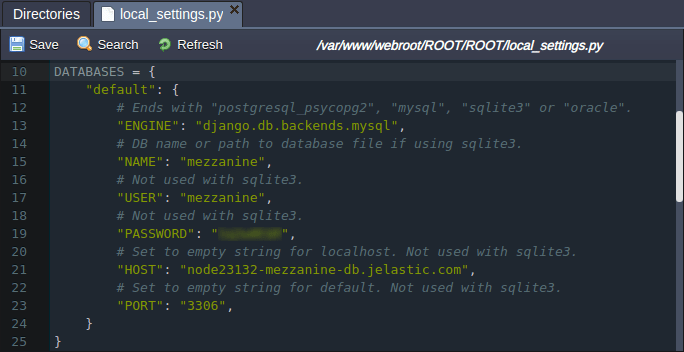 Directories local_settings.py
Save Search Refresh /var/www/webroot/ROOT/ROOT/local_settings.py
10 DATABASES = {
11 "default": {
12 # Ends with "postgresql_psycopg2", "mysql", "sqlite3" or "oracle".
13 "ENGINE": "django.db.backends.mysql",
14 # DB name or path to database file if using sqlite3.
15 "NAME": "mezzanine",
16 # Not used with sqlite3.
17 "USER": "mezzanine",
18 # Not used with sqlite3.
19 "PASSWORD": "",
20 # Set to empty string for localhost. Not used with sqlite3.
21 "HOST": "node23132-mezzanine-db.jelastic.com",
22 # Set to empty string for default. Not used with sqlite3.
23 "PORT": "3306",
24 }
25 }